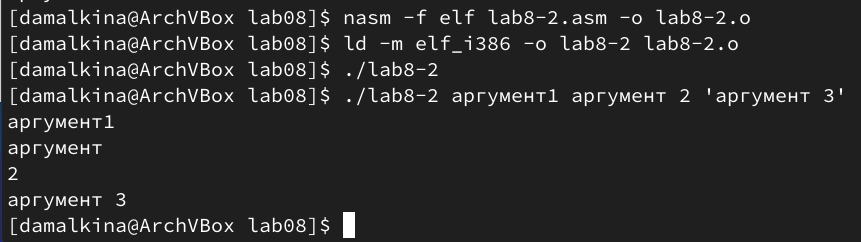 [damalkina@ArchVBox lab08]$ nasm -f elf lab8-2.asm -o lab8-2.o
[damalkina@ArchVBox lab08]$ ld -m elf_i386 -o lab8-2 lab8-2.o
[damalkina@ArchVBox lab08]$ ./lab8-2
[damalkina@ArchVBox lab08]$ ./lab8-2 аргумент1 аргумент 2 'аргумент 3'
аргумент1
аргумент
2
аргумент 3
[damalkina@ArchVBox lab08]$